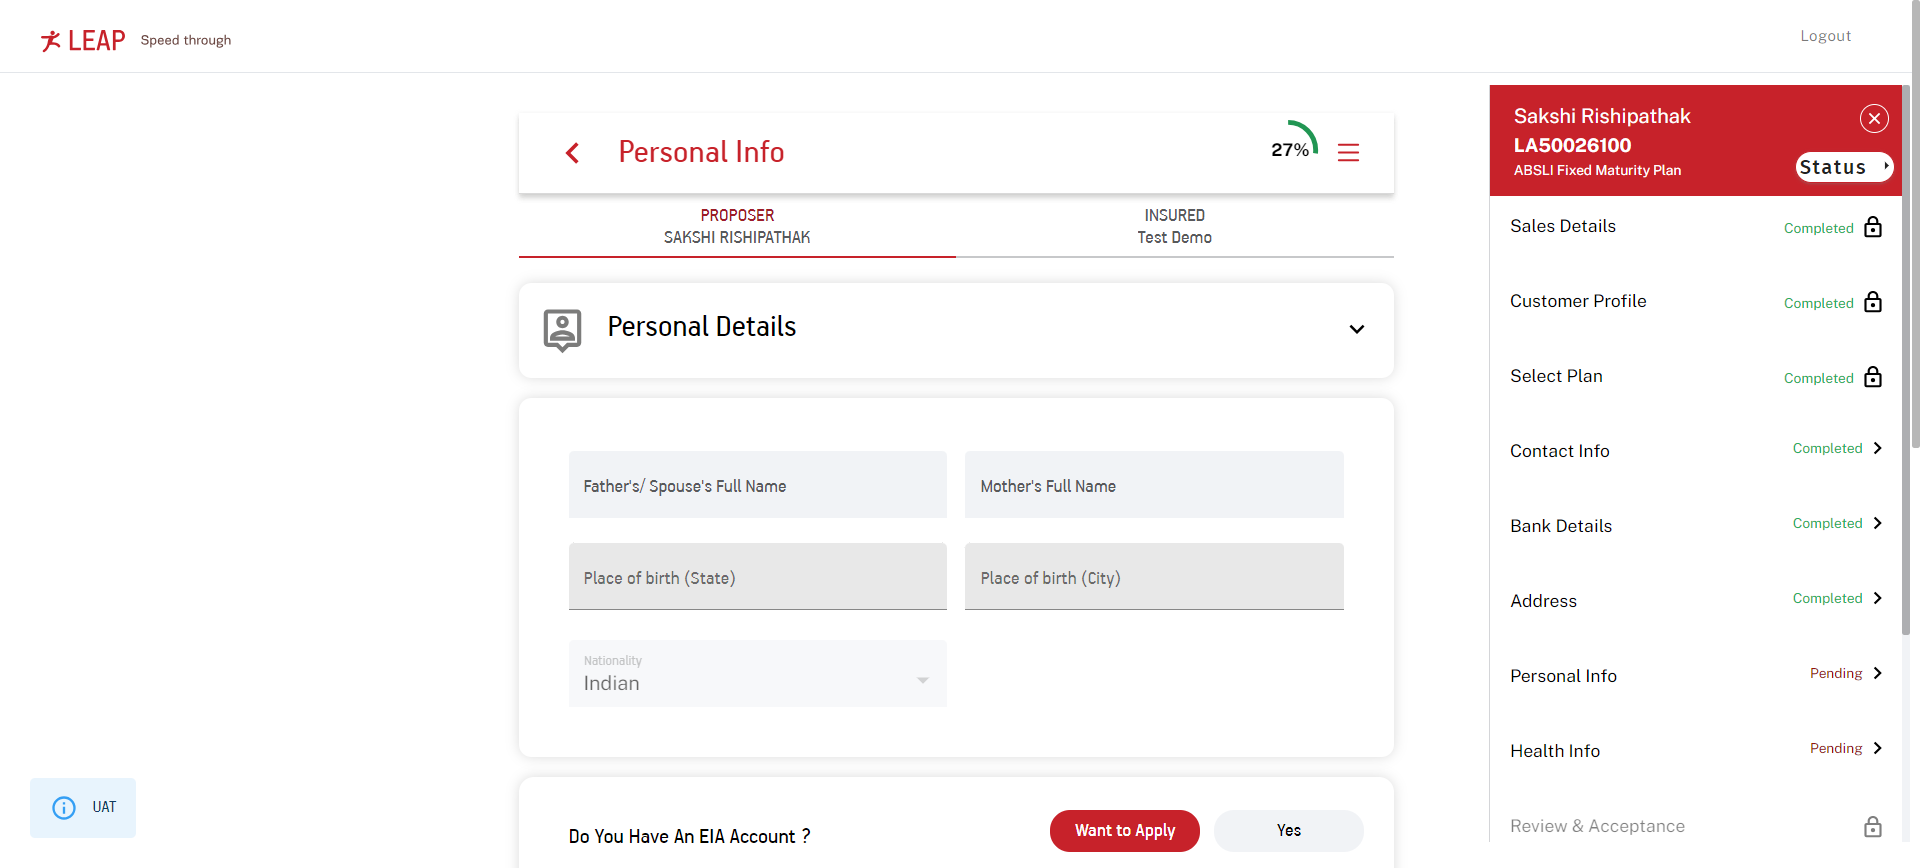 LEAP Speed through
Logout
Personal Info
27%
PROPOSER
SAKSHI RISHIPATHAK
INSURED
Test Demo
Personal Details
Father's/ Spouse's Full Name
Mother's Full Name
Place of birth (State)
Place of birth (City)
Nationality
Indian
Do You Have An EIA Account ?
Want to Apply
Yes
UAT
Sakshi Rishipathak
LA50026100
ABSLI Fixed Maturity Plan
Status
Sales Details Completed
Customer Profile Completed
Select Plan Completed
Contact Info Completed
Bank Details Completed
Address Completed
Personal Info Pending
Health Info Pending
Review & Acceptance